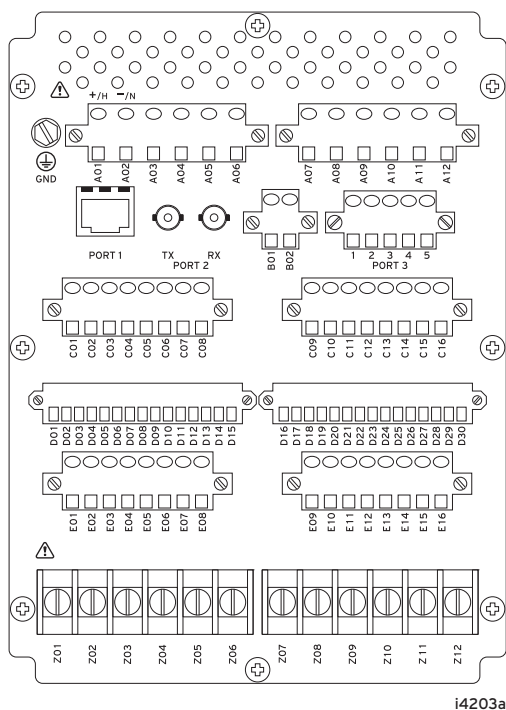 +/H −/N
GND
A01 A02 A03 A04 A05 A06 A07 A08 A09 A10 A11 A12
PORT 1 TX RX B01 B02 1 2 3 4 5
PORT 2 PORT 3
C01 C02 C03 C04 C05 C06 C07 C08 C09 C10 C11 C12 C13 C14 C15 C16
D01 D02 D03 D04 D05 D06 D07 D08 D09 D10 D11 D12 D13 D14 D15 D16 D17 D18 D19 D20 D21 D22 D23 D24 D25 D26 D27 D28 D29 D30
E01 E02 E03 E04 E05 E06 E07 E08 E09 E10 E11 E12 E13 E14 E15 E16
Z01 Z02 Z03 Z04 Z05 Z06 Z07 Z08 Z09 Z10 Z11 Z12
i4203a